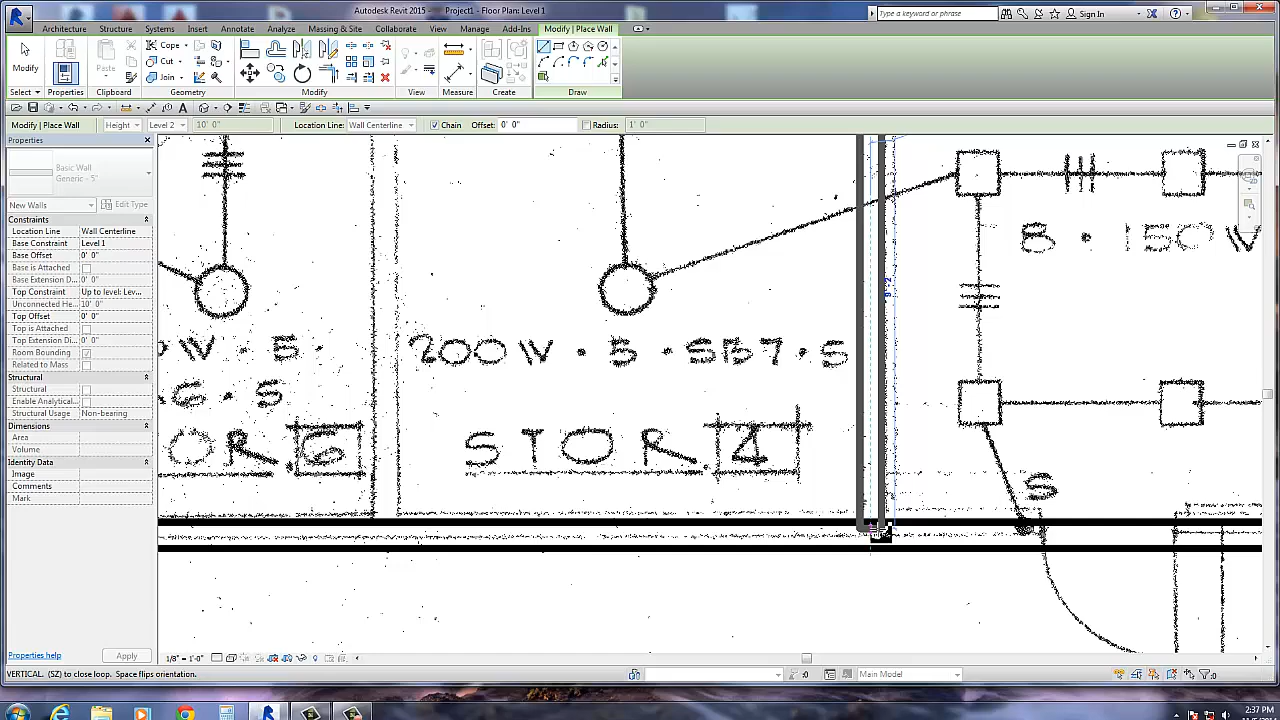 Autodesk Revit 2015 - Project1 - Floor Plan: Level 1
Type a keyword or phrase
Sign In
Architecture Structure Systems Insert Annotate Analyze Massing & Site Collaborate View Manage Add-Ins Modify | Place Wall
Modify
Paste
Cope
Cut
Join
Select Properties Clipboard Geometry Modify View Measure Create Draw
Modify | Place Wall Height Level 2 10' 0" Location Line: Wall Centerline Chain Offset: 0' 0" Radius: 1' 0"
Properties
Basic Wall
Generic - 5"
New Walls Edit Type
Constraints
Location Line Wall Centerline
Base Constraint Level 1
Base Offset 0' 0"
Base is Attached
Base Extension D...
Top Constraint Up to level Lev...
Unconnected He... 10' 0"
Top Offset 0' 0"
Top is Attached
Top Extension Di... 0' 0"
Room Bounding
Related to Mass
Structural
Structural
Enable Analytical...
Structural Usage Non-bearing
Dimensions
Area
Volume
Identity Data
Image
Comments
Mark
Properties help Apply
8 • 150 W
W • 5 •
6 • 5
OR. 6
200W • 5 • SB7 • S
STOR. 4
S
1/8" = 1'-0"
VERTICAL. (SZ) to close loop. Space flips orientation.
:0 Main Model :0
2:37 PM